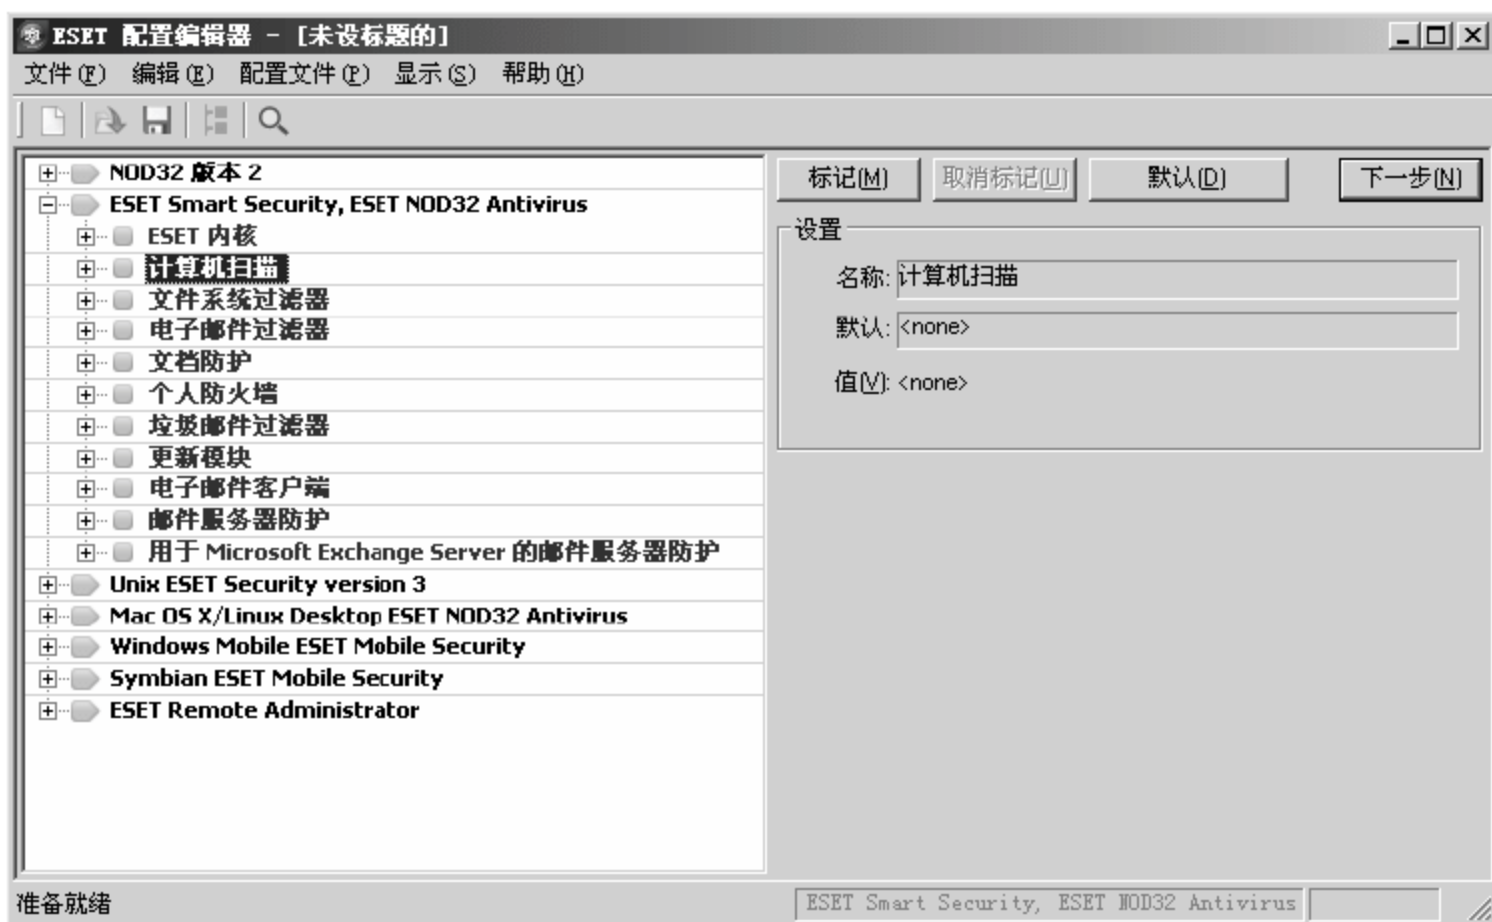 ESET 配置编辑器 - [未设标题的]
文件(F) 编辑(E) 配置文件(P) 显示(S) 帮助(H)
NOD32 版本 2
ESET Smart Security, ESET NOD32 Antivirus
ESET 内核
计算机扫描
文件系统过滤器
电子邮件过滤器
文档防护
个人防火墙
垃圾邮件过滤器
更新模块
电子邮件客户端
邮件服务器防护
用于 Microsoft Exchange Server 的邮件服务器防护
Unix ESET Security version 3
Mac OS X/Linux Desktop ESET NOD32 Antivirus
Windows Mobile ESET Mobile Security
Symbian ESET Mobile Security
ESET Remote Administrator
标记(M) 取消标记(U) 默认(D) 下一步(N)
设置
名称: 计算机扫描
默认: <none>
值(V): <none>
准备就绪
ESET Smart Security, ESET NOD32 Antivirus